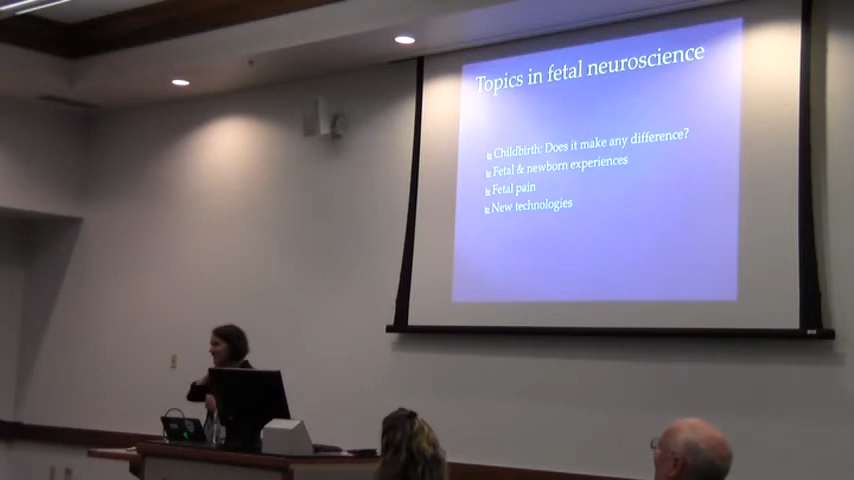 Topics in fetal neuroscience
Childbirth: Does it make any difference?
Fetal & newborn experiences
Fetal pain
New technologies